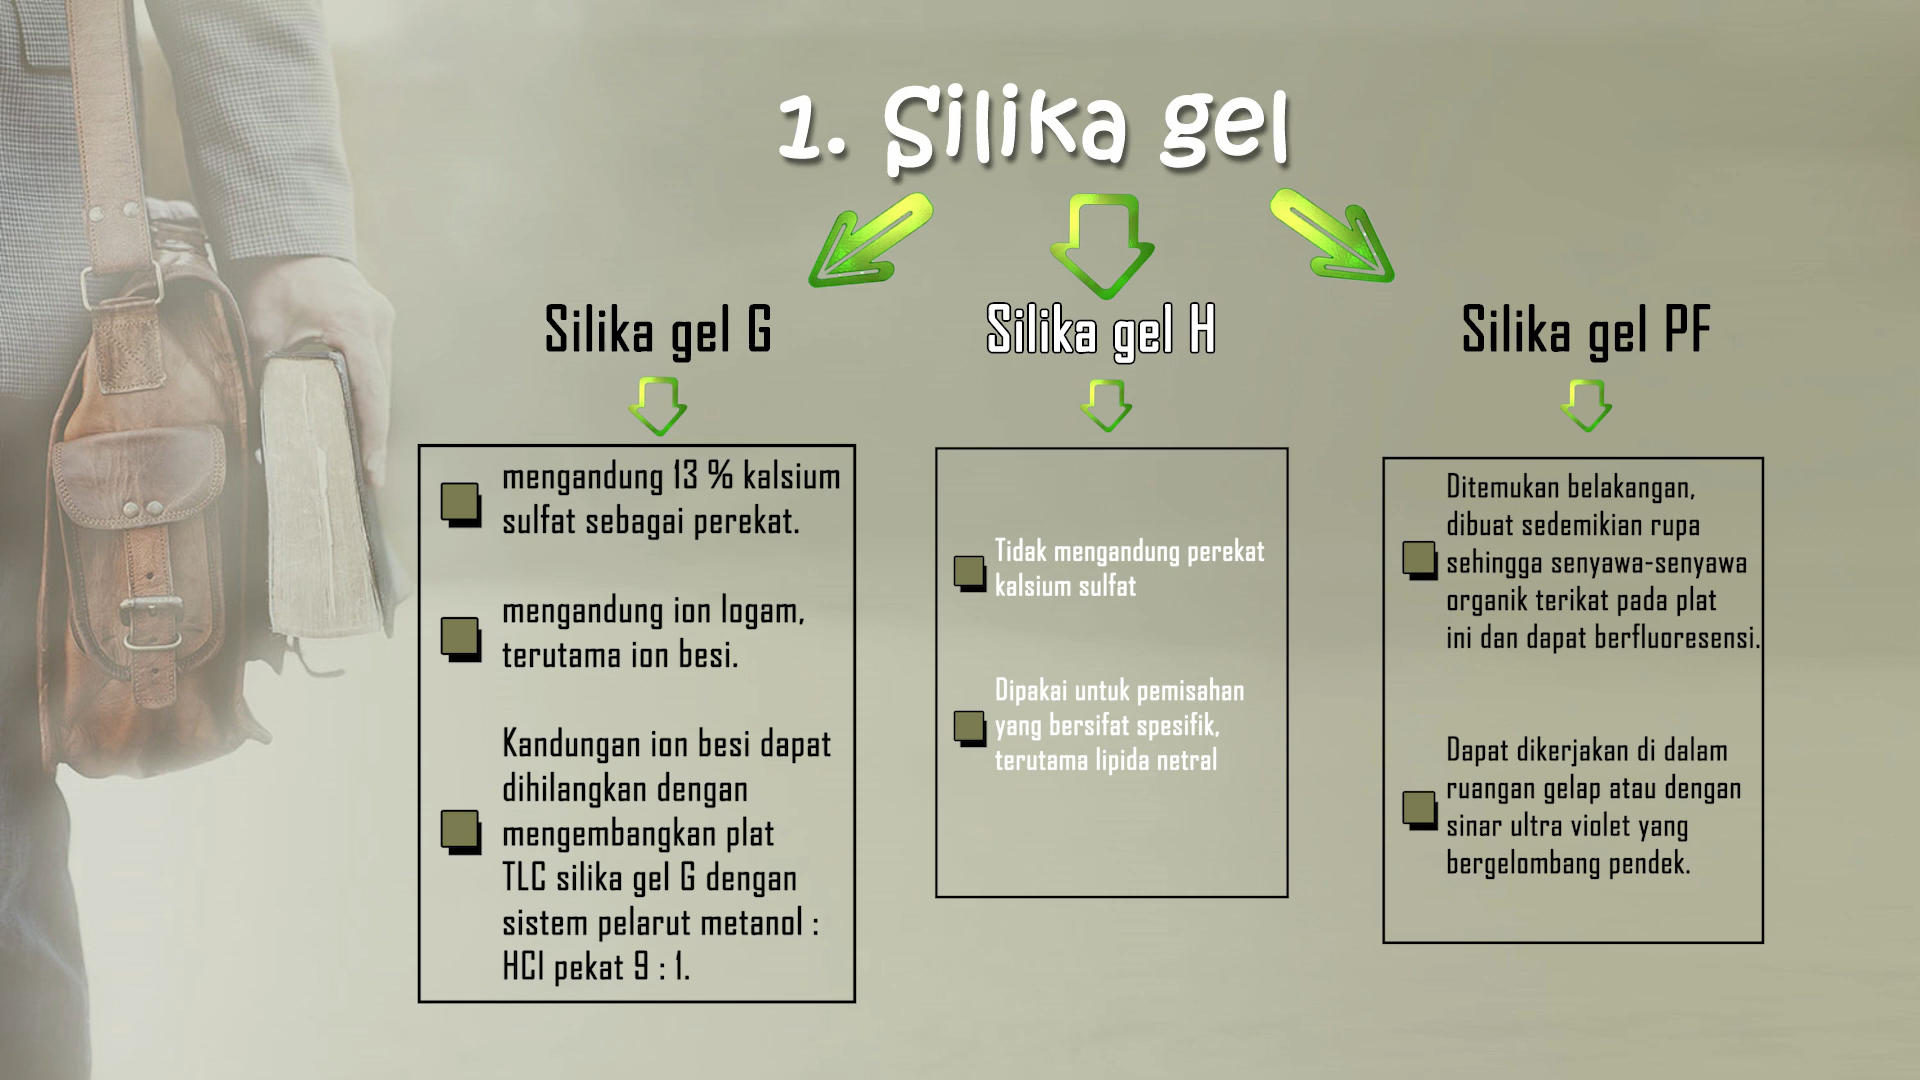 1. Silika gel
Silika gel G
mengandung 13 % kalsium
sulfat sebagai perekat.
mengandung ion logam,
terutama ion besi.
Kandungan ion besi dapat
dihilangkan dengan
mengembangkan plat
TLC silika gel G dengan
sistem pelarut metanol :
HCl pekat 9 : 1.
Silika gel H
Tidak mengandung perekat
kalsium sulfat
Dipakai untuk pemisahan
yang bersifat spesifik,
terutama lipida netral
Silika gel PF
Ditemukan belakangan,
dibuat sedemikian rupa
sehingga senyawa-senyawa
organik terikat pada plat
ini dan dapat berfluoresensi.
Dapat dikerjakan di dalam
ruangan gelap atau dengan
sinar ultra violet yang
bergelombang pendek.